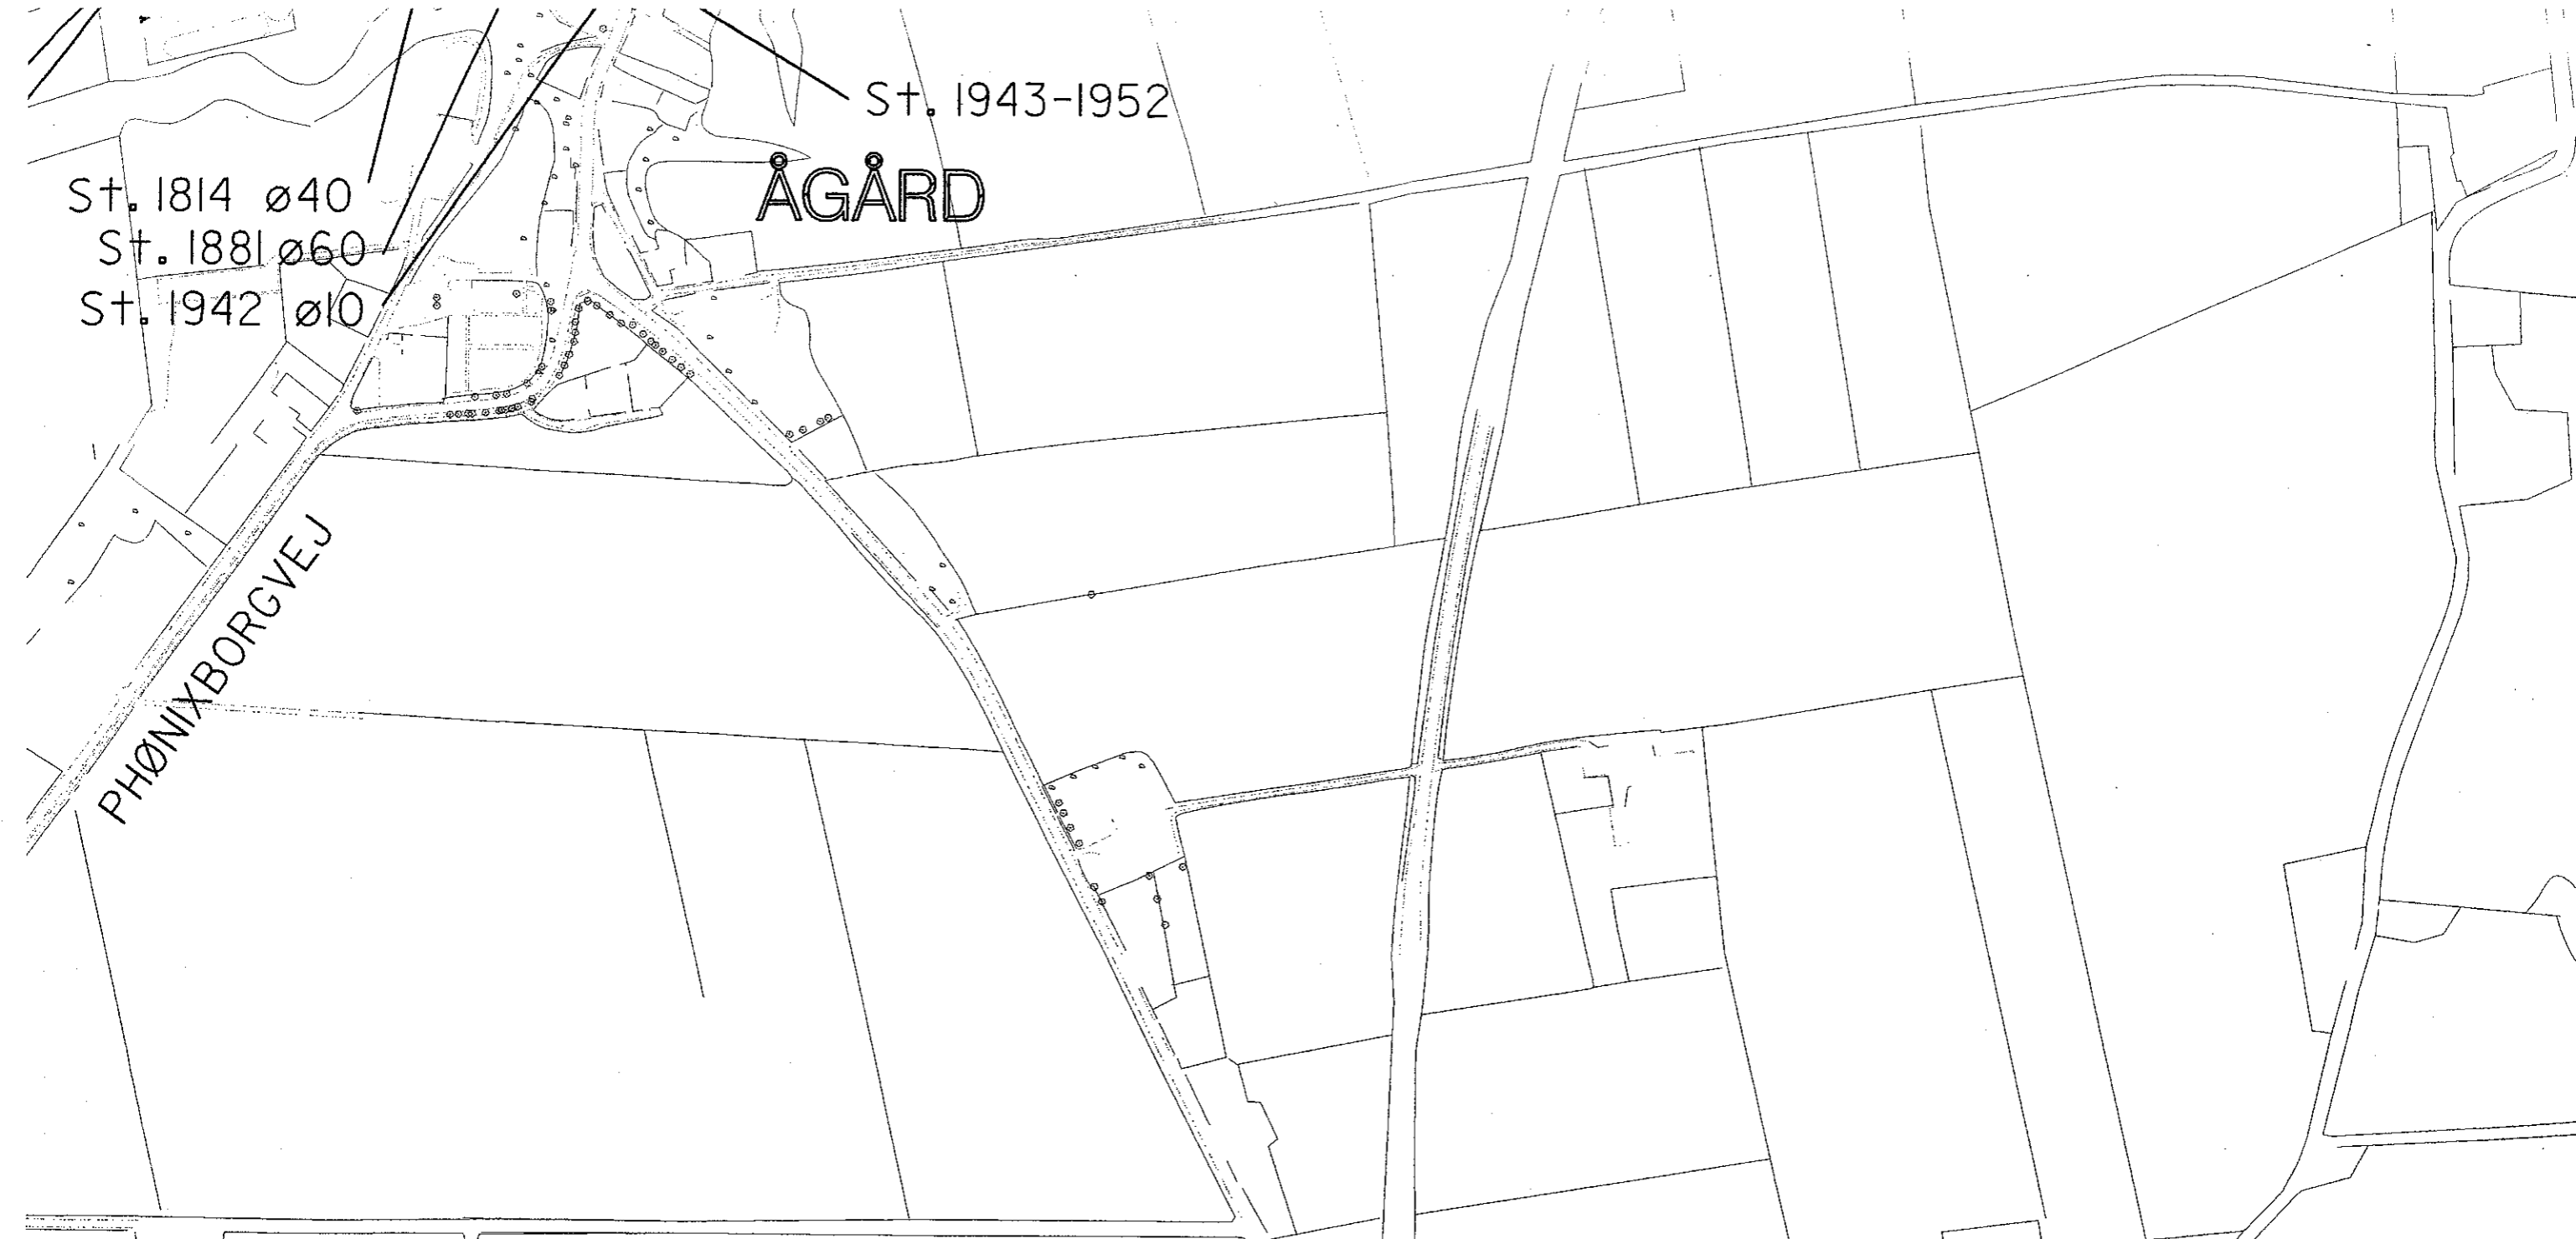 St. 1943-1952
ÅGÅRD
St. 1814 ø40
St. 1881 ø60
St. 1942 ø10
PHØNIXBORGVEJ